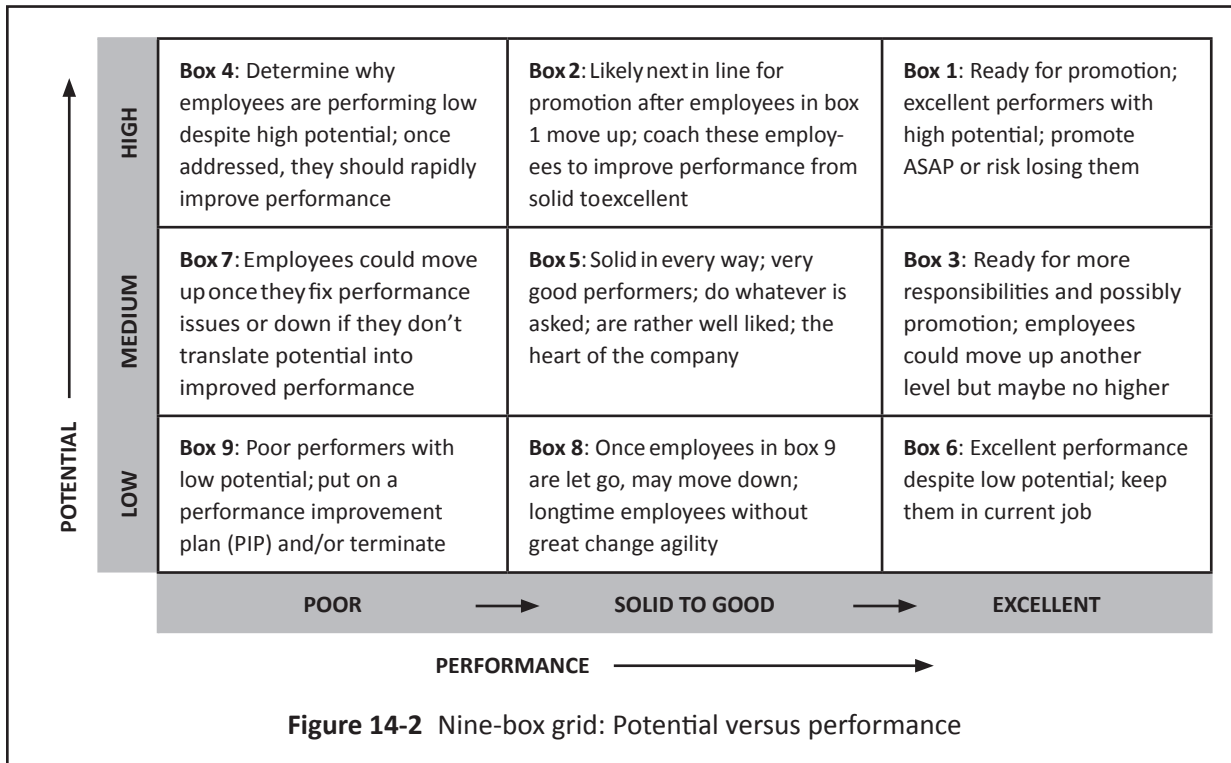 HIGH
Box 4: Determine why
employees are performing low
despite high potential; once
addressed, they should rapidly
improve performance
Box 2: Likely next in line for
promotion after employees in box
1 move up; coach these employ-
ees to improve performance from
solid toexcellent
Box 1: Ready for promotion;
excellent performers with
high potential; promote
ASAP or risk losing them
MEDIUM
Box 7: Employees could move
up once they fix performance
issues or down if they don’t
translate potential into
improved performance
Box 5: Solid in every way; very
good performers; do whatever is
asked; are rather well liked; the
heart of the company
Box 3: Ready for more
responsibilities and possibly
promotion; employees
could move up another
level but maybe no higher
POTENTIAL
LOW
Box 9: Poor performers with
low potential; put on a
performance improvement
plan (PIP) and/or terminate
Box 8: Once employees in box 9
are let go, may move down;
longtime employees without
great change agility
Box 6: Excellent performance
despite low potential; keep
them in current job
POOR
SOLID TO GOOD
EXCELLENT
PERFORMANCE
Figure 14-2 Nine-box grid: Potential versus performance